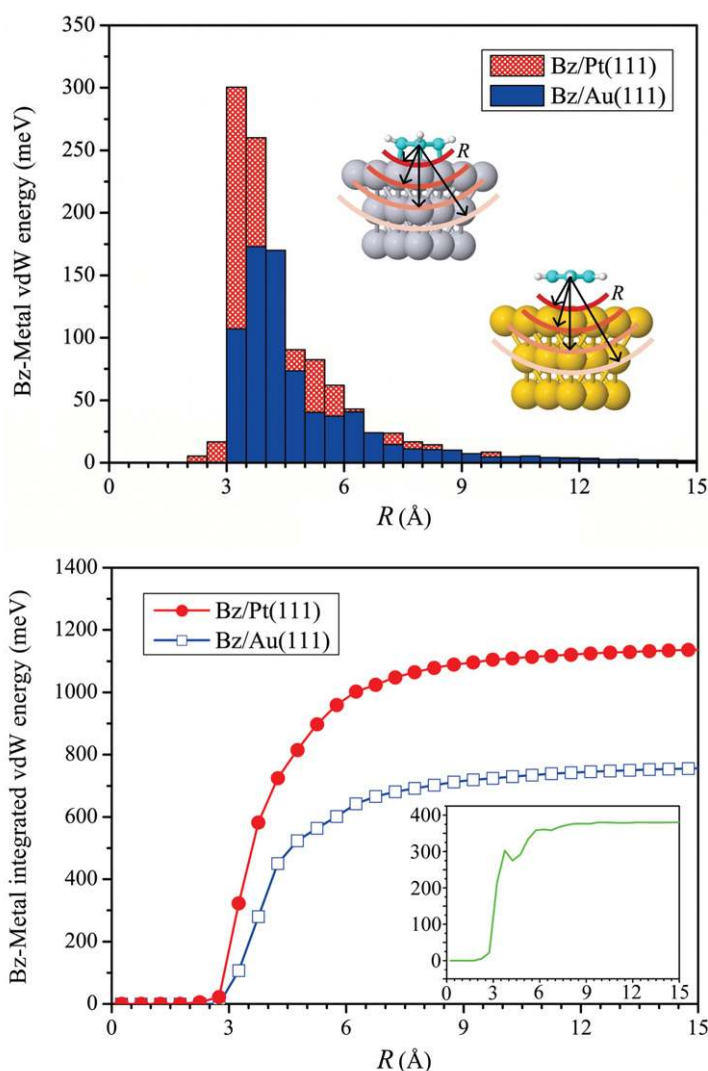 350
300
250
200
150
100
50
0
Bz-Metal vdW energy (meV)
Bz/Pt(111)
Bz/Au(111)
R
R
0 3 6 9 12 15
R (Å)
1400
1200
1000
800
600
400
200
0
Bz-Metal integrated vdW energy (meV)
Bz/Pt(111)
Bz/Au(111)
400
300
200
100
0
0 3 6 9 12 15
0 3 6 9 12 15
R (Å)